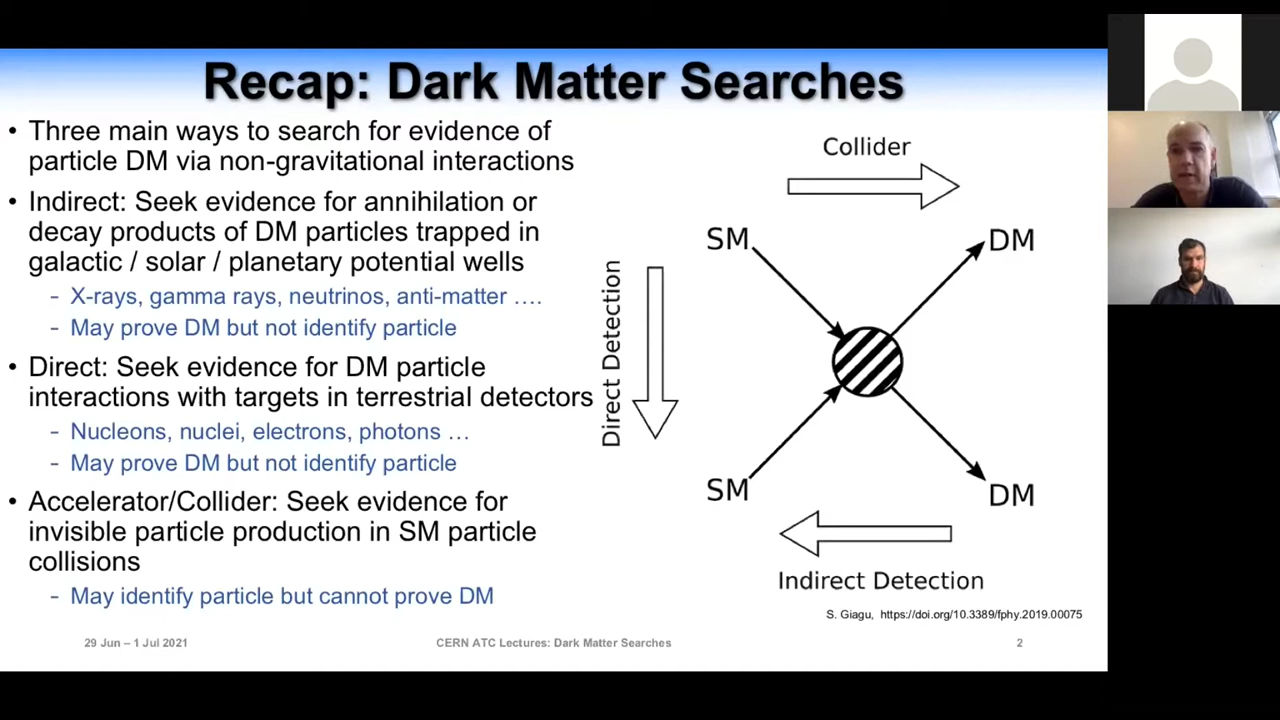 Recap: Dark Matter Searches
• Three main ways to search for evidence of
particle DM via non-gravitational interactions
• Indirect: Seek evidence for annihilation or
decay products of DM particles trapped in
galactic / solar / planetary potential wells
- X-rays, gamma rays, neutrinos, anti-matter ….
- May prove DM but not identify particle
• Direct: Seek evidence for DM particle
interactions with targets in terrestrial detectors
- Nucleons, nuclei, electrons, photons …
- May prove DM but not identify particle
• Accelerator/Collider: Seek evidence for
invisible particle production in SM particle
collisions
- May identify particle but cannot prove DM
Collider
SM
DM
Direct Detection
SM
DM
Indirect Detection
S. Giagu, https://doi.org/10.3389/fphy.2019.00075
29 Jun – 1 Jul 2021
CERN ATC Lectures: Dark Matter Searches
2